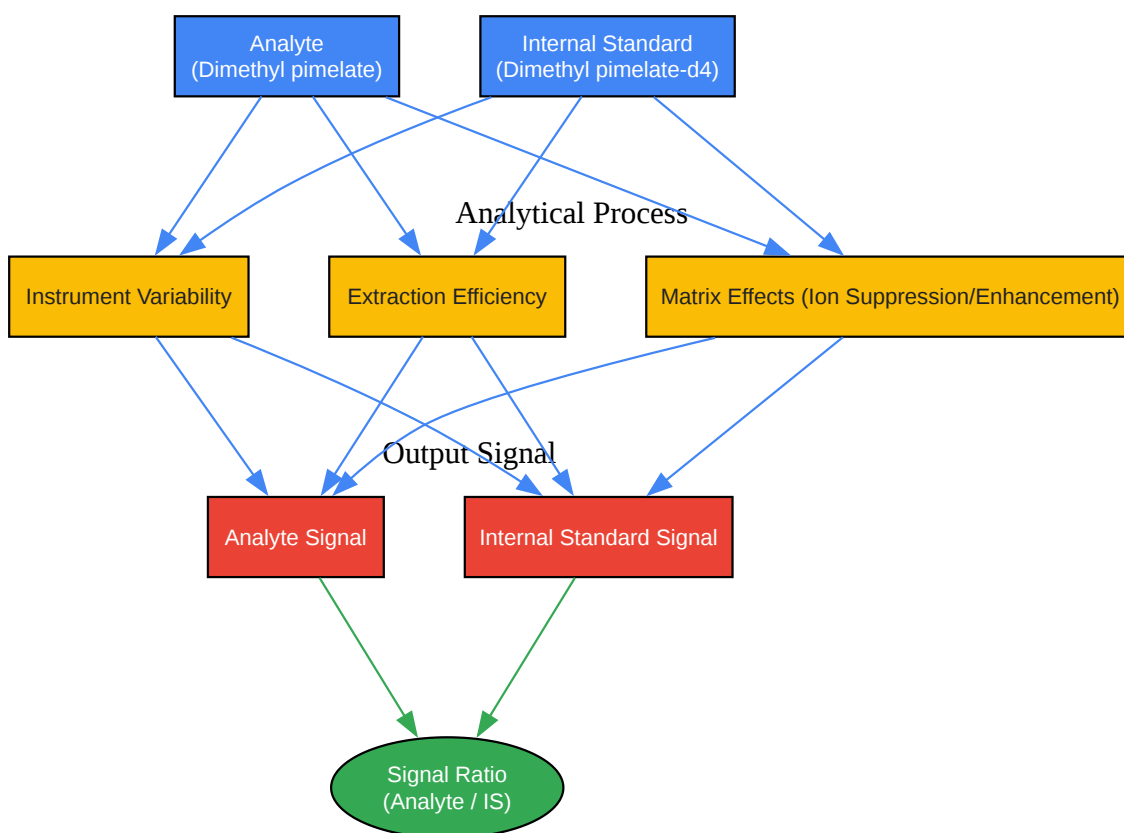 Analyte
(Dimethyl pimelate)
Internal Standard
(Dimethyl pimelate-d4)
Analytical Process
Instrument Variability
Extraction Efficiency
Matrix Effects (Ion Suppression/Enhancement)
Output Signal
Analyte Signal
Internal Standard Signal
Signal Ratio
(Analyte / IS)